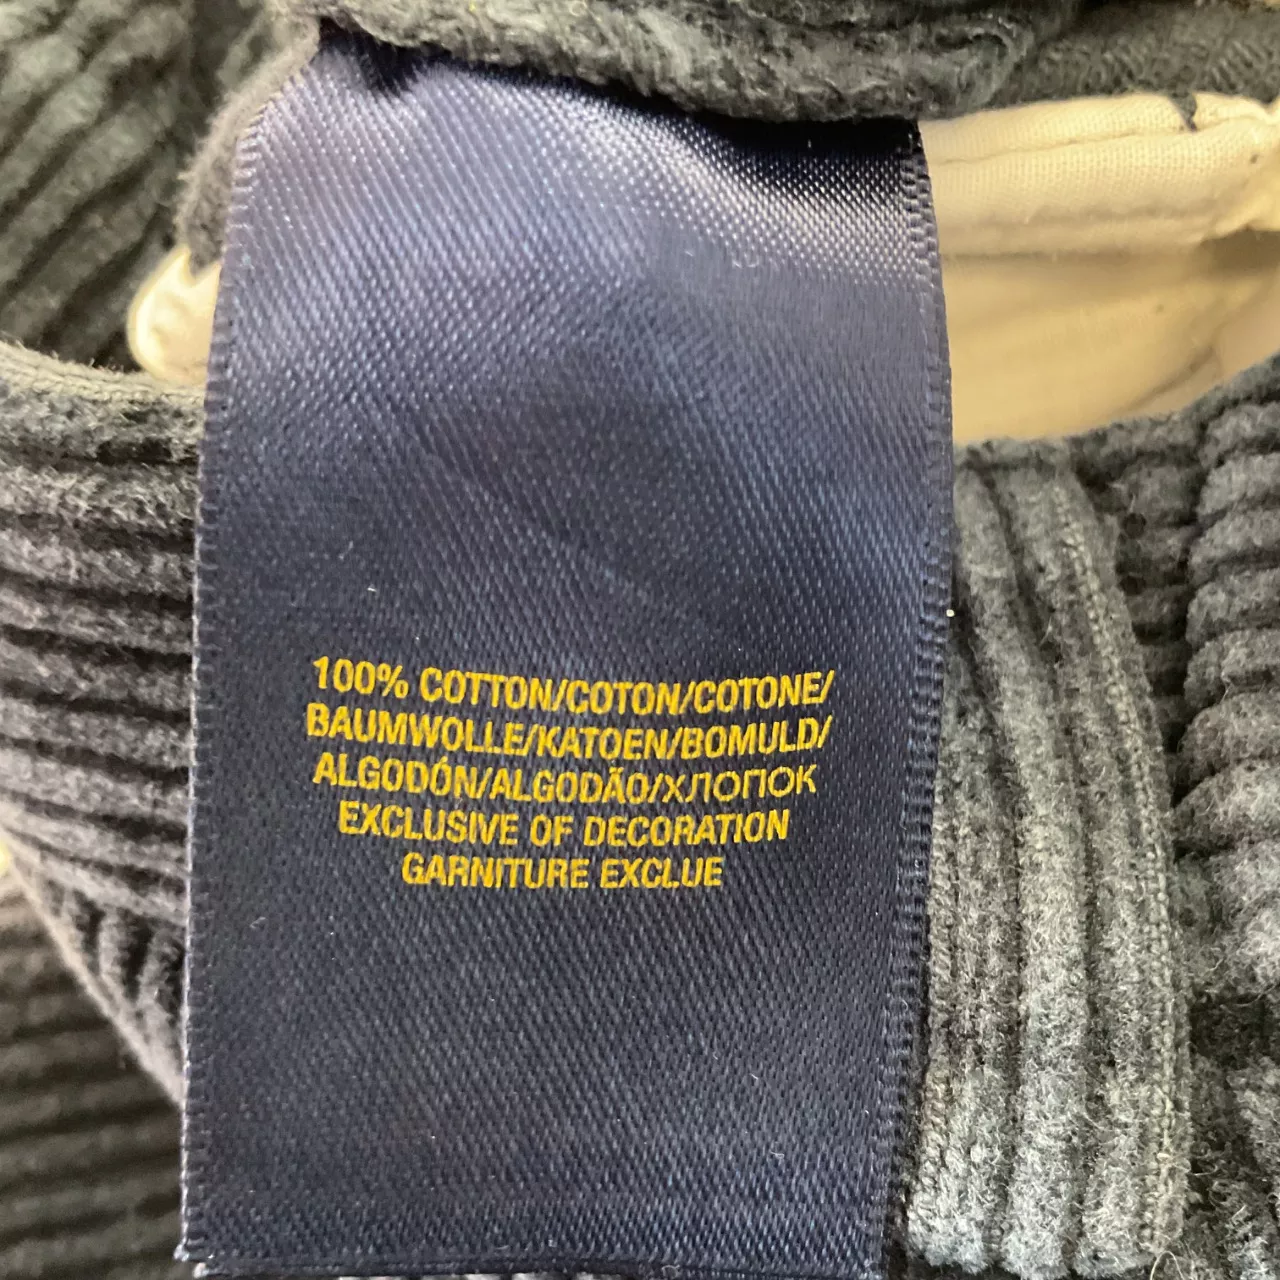 100% COTTON/COTON/COTONE/
BAUMWOLLE/KATOEN/BOMULD/
ALGODÓN/ALGODÃO/ХЛОПОК
EXCLUSIVE OF DECORATION
GARNITURE EXCLUE